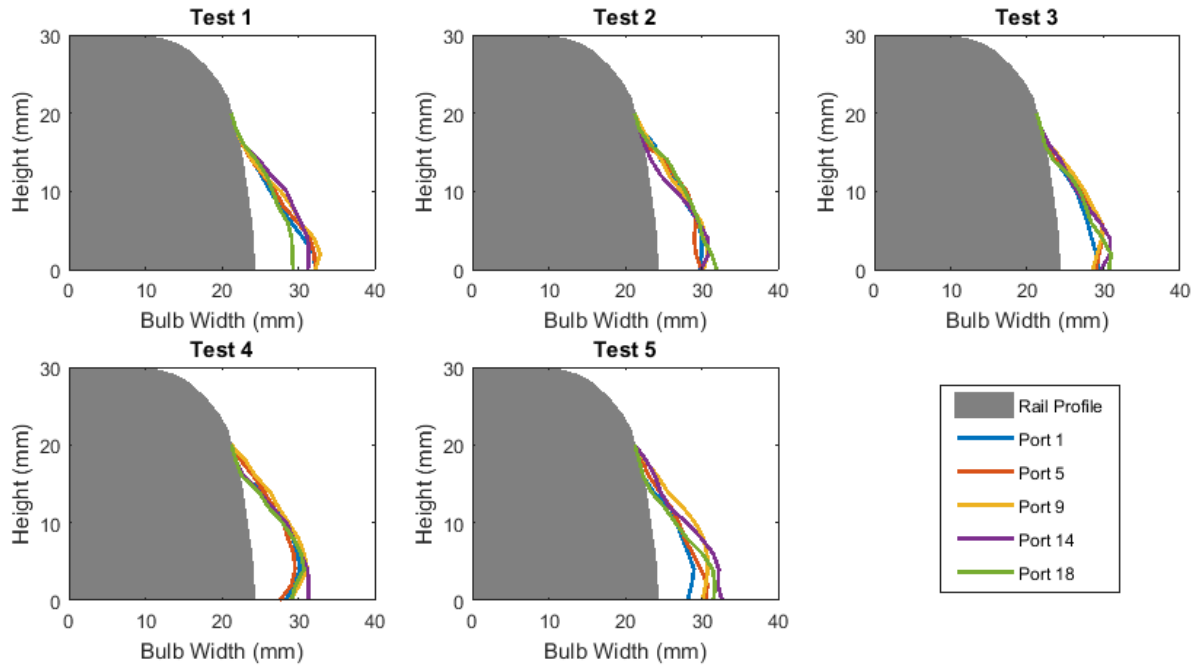 Test 1
30
20
10
0
Height (mm)
0 10 20 30 40
Bulb Width (mm)
Test 2
30
20
10
0
Height (mm)
0 10 20 30 40
Bulb Width (mm)
Test 3
30
20
10
0
Height (mm)
0 10 20 30 40
Bulb Width (mm)
Test 4
30
20
10
0
Height (mm)
0 10 20 30 40
Bulb Width (mm)
Test 5
30
20
10
0
Height (mm)
0 10 20 30 40
Bulb Width (mm)
Rail Profile
Port 1
Port 5
Port 9
Port 14
Port 18